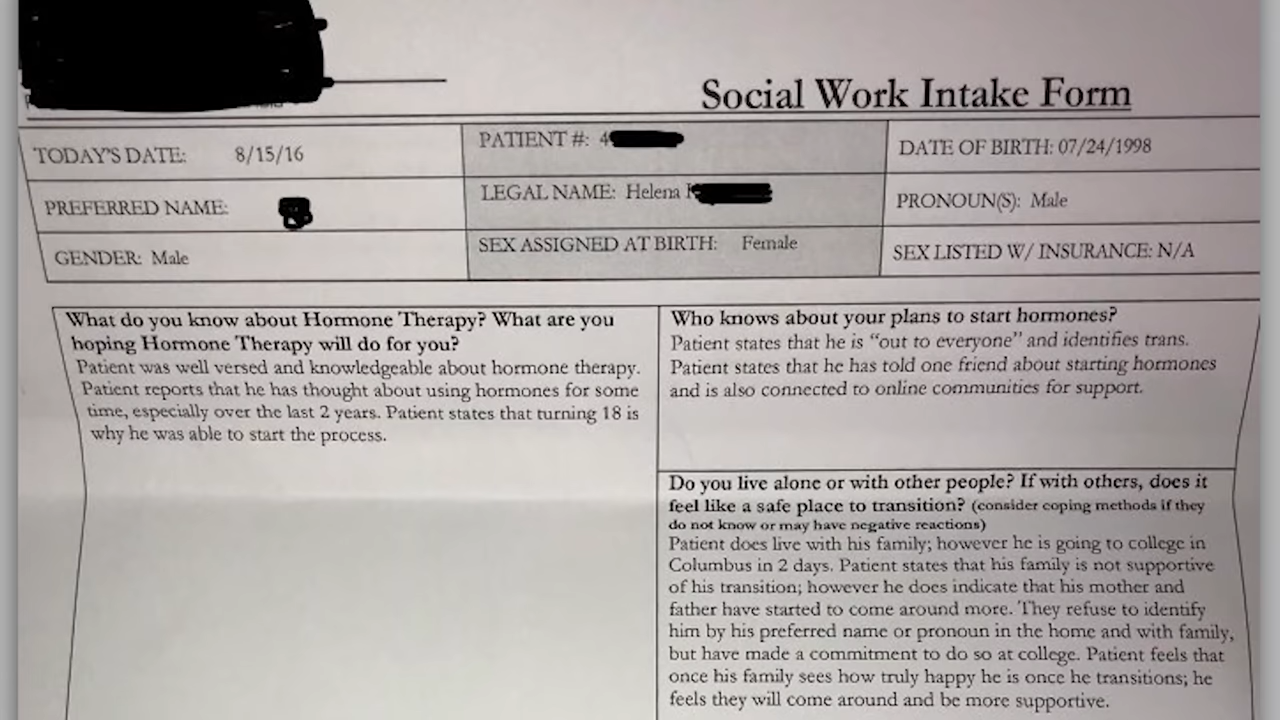 Social Work Intake Form
TODAY'S DATE: 8/15/16
PATIENT #: 4
DATE OF BIRTH: 07/24/1998
PREFERRED NAME:
LEGAL NAME: Helena
PRONOUN(S): Male
GENDER: Male
SEX ASSIGNED AT BIRTH: Female
SEX LISTED W/ INSURANCE: N/A
What do you know about Hormone Therapy? What are you
hoping Hormone Therapy will do for you?
Patient was well versed and knowledgeable about hormone therapy.
Patient reports that he has thought about using hormones for some
time, especially over the last 2 years. Patient states that turning 18 is
why he was able to start the process.
Who knows about your plans to start hormones?
Patient states that he is “out to everyone” and identifies trans.
Patient states that he has told one friend about starting hormones
and is also connected to online communities for support.
Do you live alone or with other people? If with others, does it
feel like a safe place to transition? (consider coping methods if they
do not know or may have negative reactions)
Patient does live with his family; however he is going to college in
Columbus in 2 days. Patient states that his family is not supportive
of his transition; however he does indicate that his mother and
father have started to come around more. They refuse to identify
him by his preferred name or pronoun in the home and with family,
but have made a commitment to do so at college. Patient feels that
once his family sees how truly happy he is once he transitions; he
feels they will come around and be more supportive.